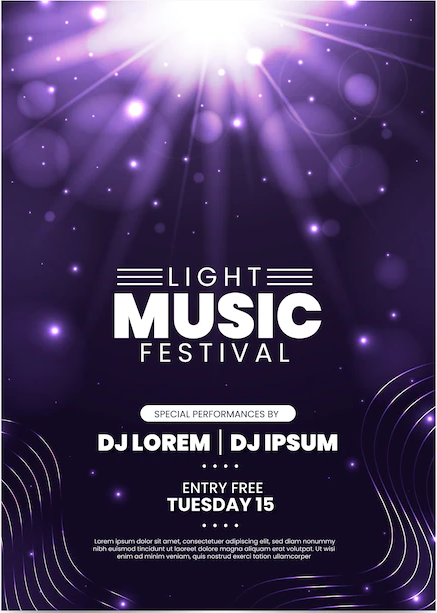 LIGHT
MUSIC
FESTIVAL
SPECIAL PERFORMANCES BY
DJ LOREM | DJ IPSUM
ENTRY FREE
TUESDAY 15
Lorem ipsum dolor sit amet, consectetuer adipiscing elit, sed diam nonummy
nibh euismod tincidunt ut laoreet dolore magna aliquam erat volutpat. Ut wisi
enim ad minim veniam, quis nostrud exerci tation ullamcorper